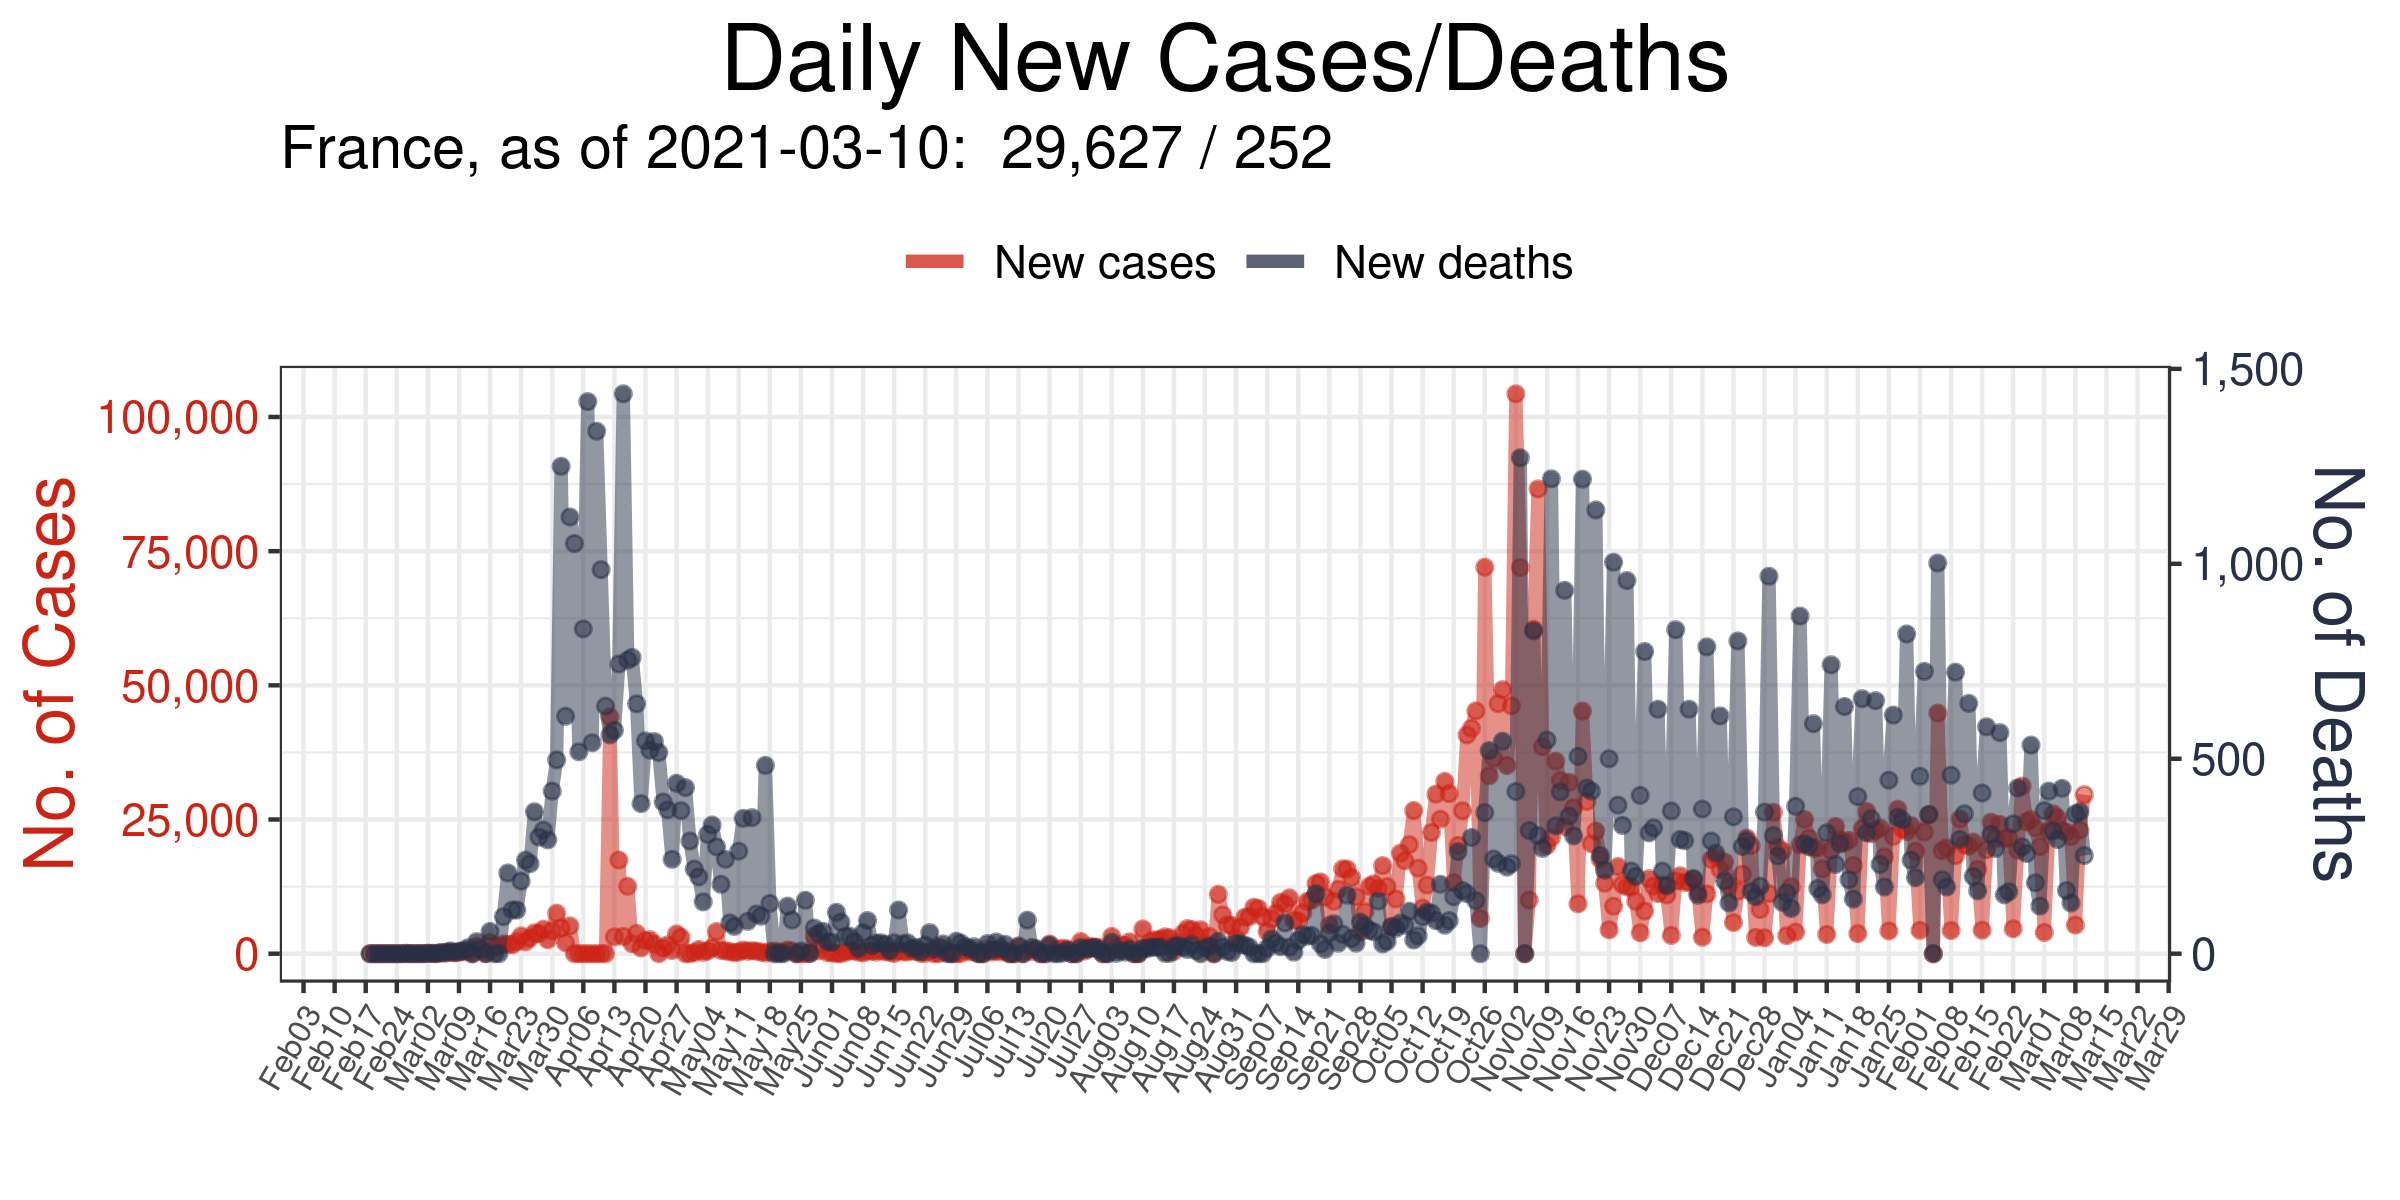 Daily New Cases/Deaths
France, as of 2021-03-10:  29,627 / 252
New cases
New deaths
No. of Cases
100,000
75,000
50,000
25,000
0
1,500
1,000
500
0
No. of Deaths
Feb03
Feb10
Feb17
Feb24
Mar02
Mar09
Mar16
Mar23
Mar30
Apr06
Apr13
Apr20
Apr27
May04
May11
May18
May25
Jun01
Jun08
Jun15
Jun22
Jun29
Jul06
Jul13
Jul20
Jul27
Aug03
Aug10
Aug17
Aug24
Aug31
Sep07
Sep14
Sep21
Sep28
Oct05
Oct12
Oct19
Oct26
Nov02
Nov09
Nov16
Nov23
Nov30
Dec07
Dec14
Dec21
Dec28
Jan04
Jan11
Jan18
Jan25
Feb01
Feb08
Feb15
Feb22
Mar01
Mar08
Mar15
Mar22
Mar29